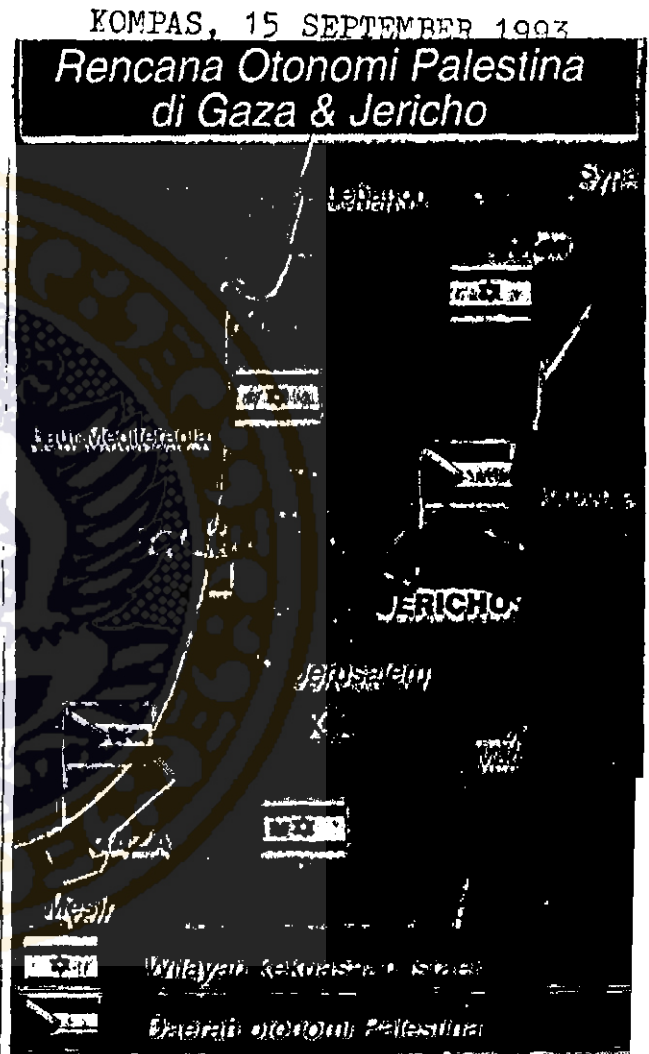 KOMPAS, 15 SEPTEMBER 1993
Rencana Otonomi Palestina
di Gaza & Jericho
Lebanon
Syria
Laut Mediterania
JERICHO
Jerusalem
GAZA
Mesir
Wilayah kekuasaan Israel
Daerah otonomi Palestina